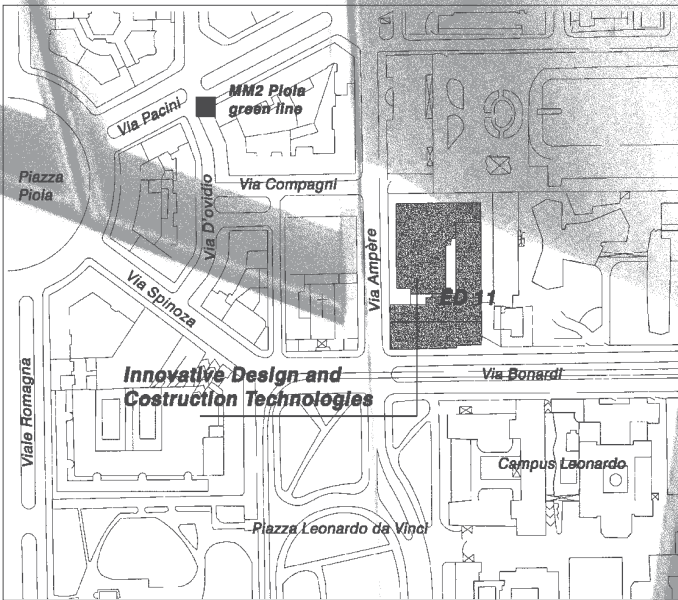 MM2 Piola
green line
Via Pacini
Piazza
Piola
Via Compagni
Via D'ovidio
Via Ampère
Via Spinoza
ED 11
Viale Romagna
Innovative Design and
Costruction Technologies
Via Bonardi
Campus Leonardo
Piazza Leonardo da Vinci